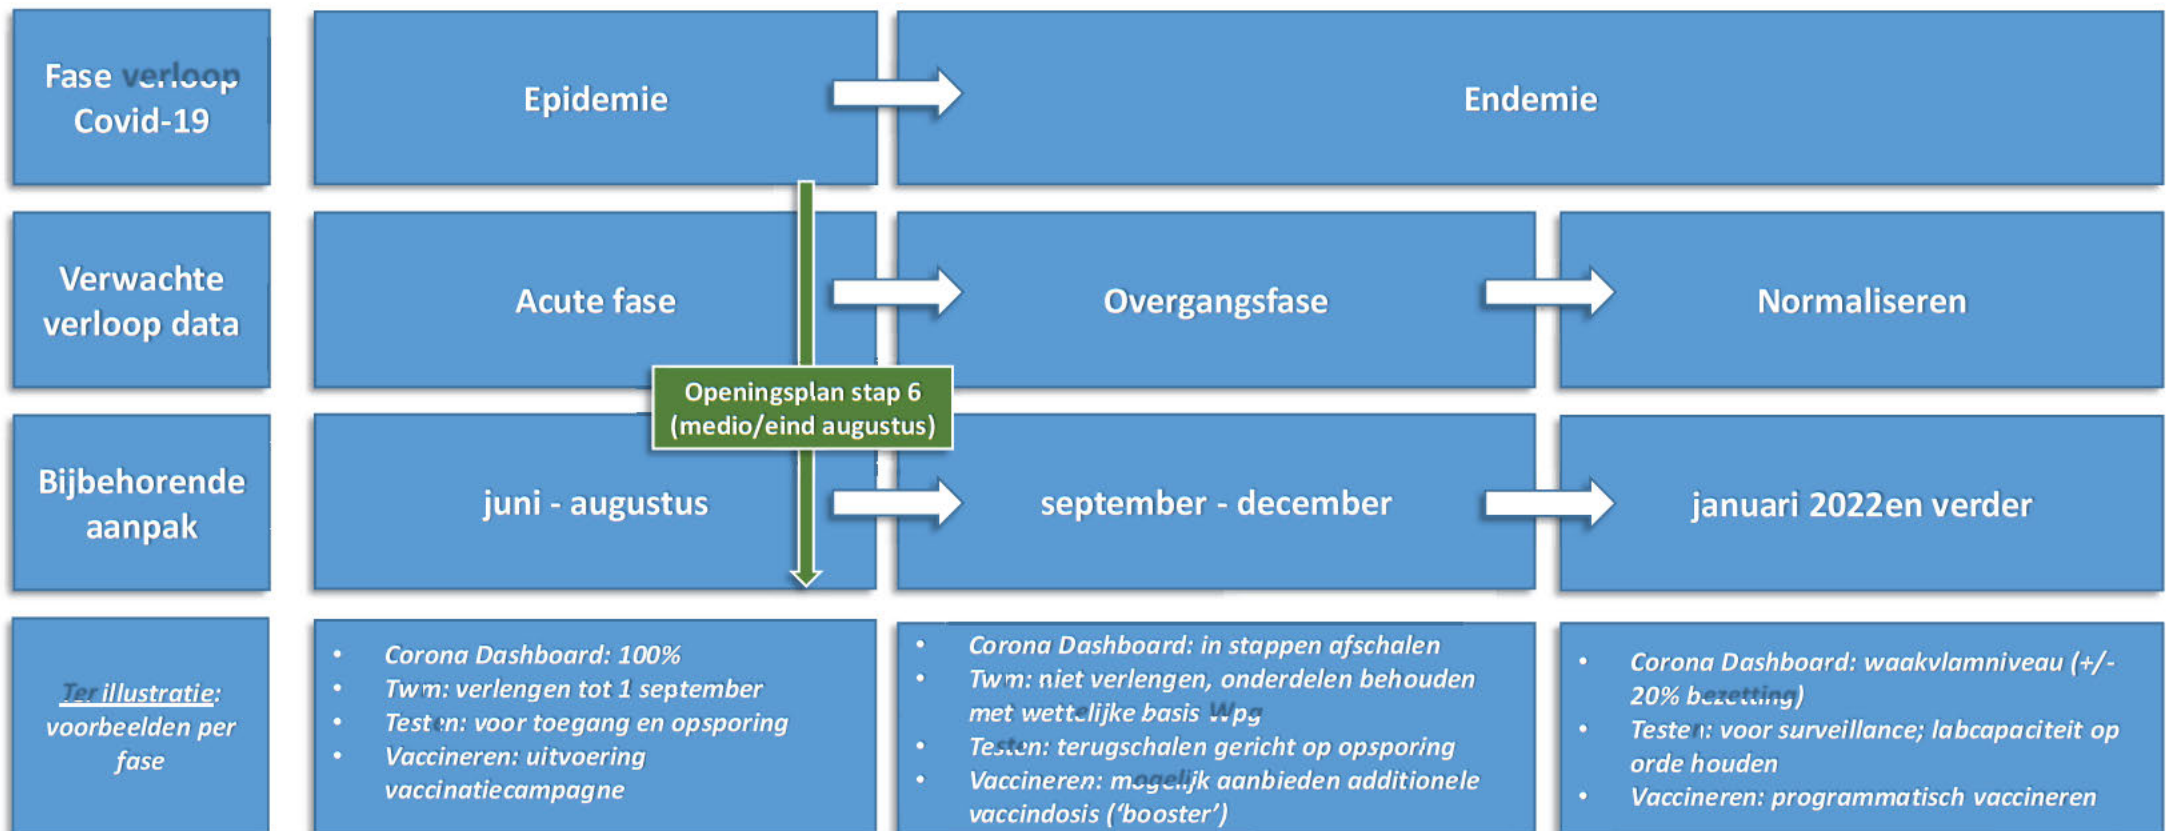 Fase verloop
Covid-19
Epidemie
Endemie
Verwachte
verloop data
Acute fase
Overgangsfase
Normaliseren
Openingsplan stap 6
(medio/eind augustus)
Bijbehorende
aanpak
juni - augustus
september - december
januari 2022en verder
Ter illustratie:
voorbeelden per
fase
• Corona Dashboard: 100%
• Twm: verlengen tot 1 september
• Testen: voor toegang en opsporing
• Vaccineren: uitvoering
vaccinatiecampagne
• Corona Dashboard: in stappen afschalen
• Twm: niet verlengen, onderdelen behouden
met wettelijke basis Wpg
• Testen: terugschalen gericht op opsporing
• Vaccineren: mogelijk aanbieden additionele
vaccindosis (‘booster’)
• Corona Dashboard: waakvlamniveau (+/-
20% bezetting)
• Testen: voor surveillance; labcapaciteit op
orde houden
• Vaccineren: programmatisch vaccineren